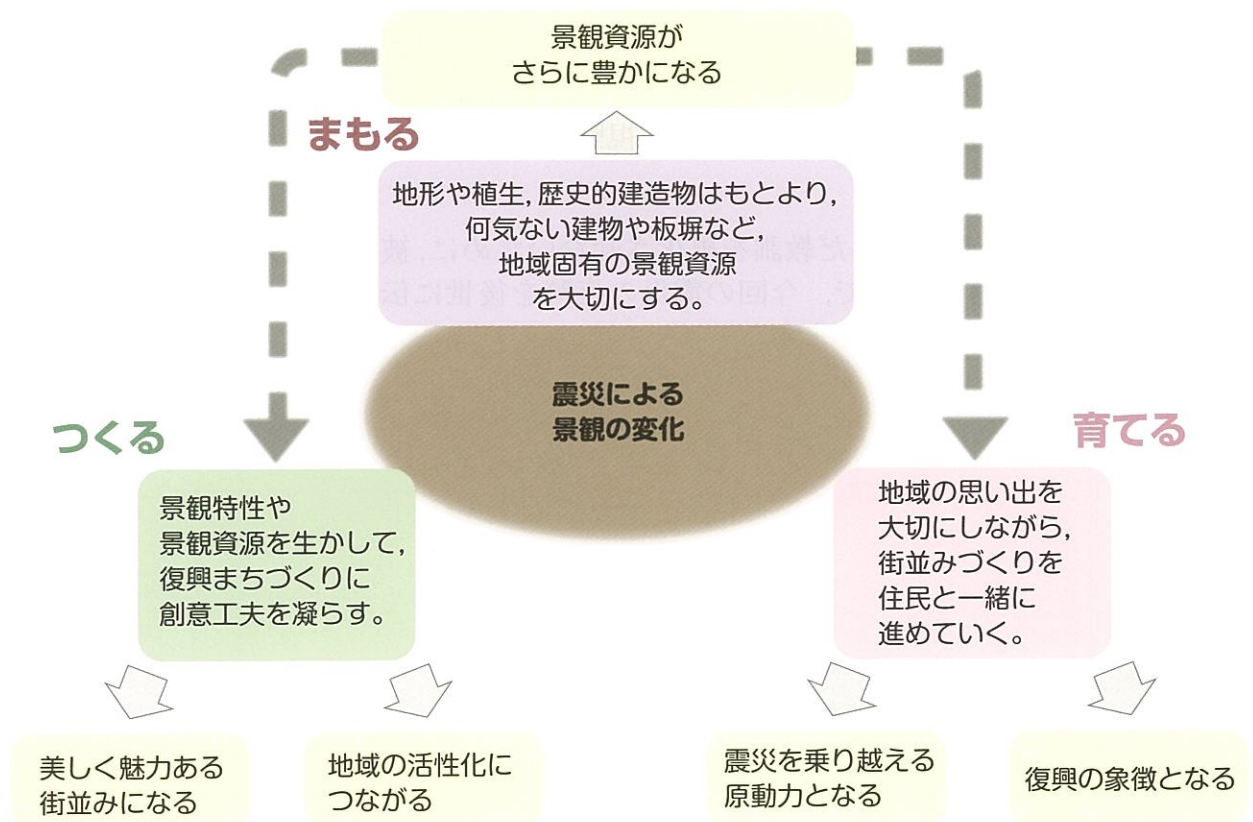 景観資源が
さらに豊かになる
まもる
地形や植生，歴史的建造物はもとより，
何気ない建物や板塀など，
地域固有の景観資源
を大切にする。
震災による
景観の変化
つくる
景観特性や
景観資源を生かして，
復興まちづくりに
創意工夫を凝らす。
美しく魅力ある
街並みになる
地域の活性化に
つながる
育てる
地域の思い出を
大切にしながら，
街並みづくりを
住民と一緒に
進めていく。
震災を乗り越える
原動力となる
復興の象徴となる